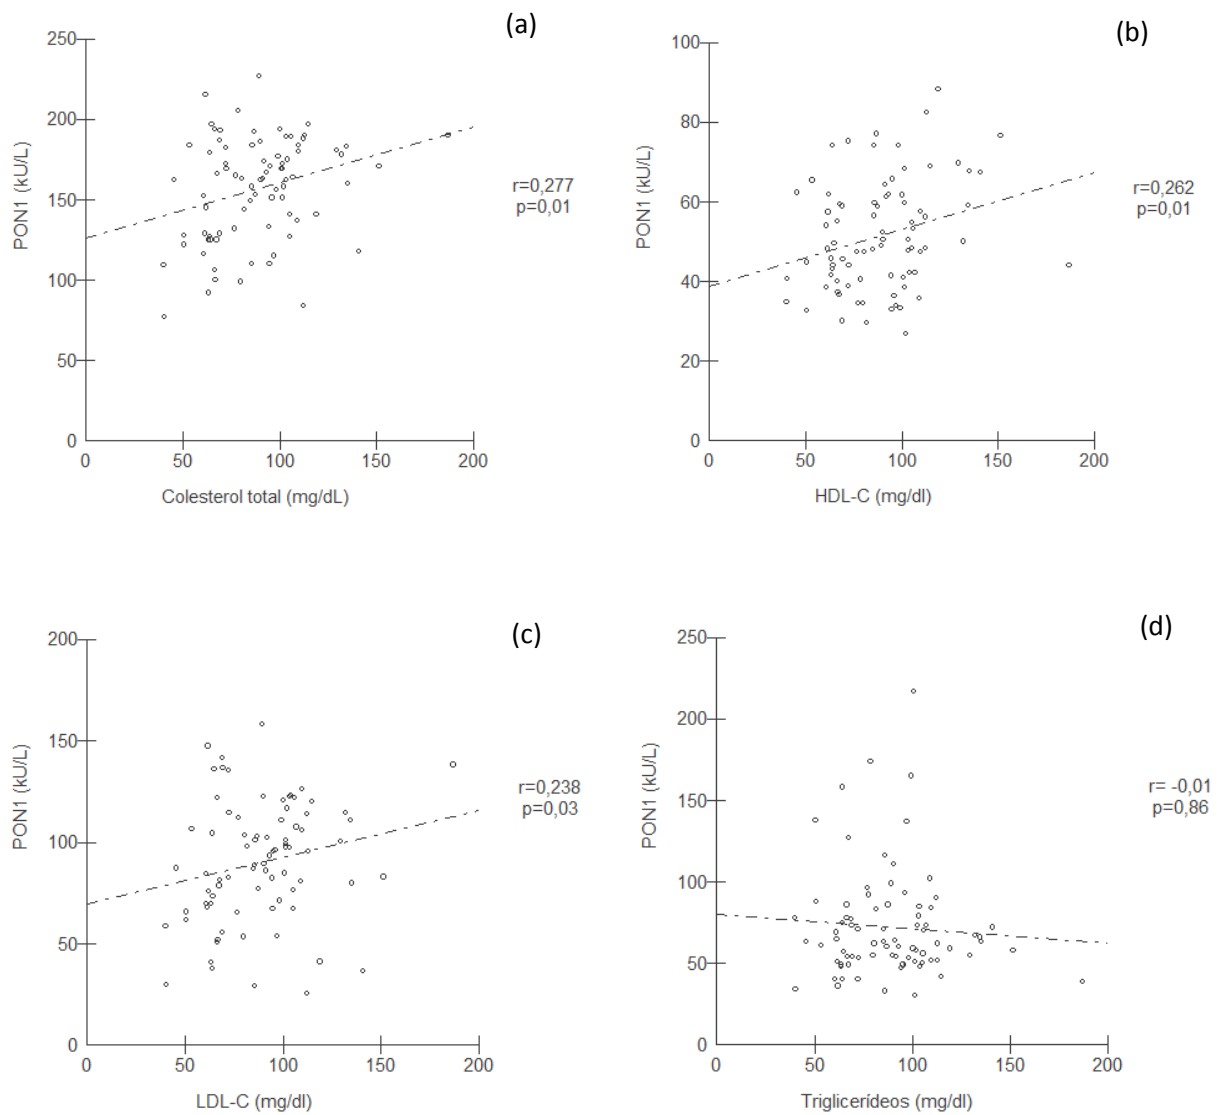 (a)
250
200
150
100
50
0
PON1 (kU/L)
0 50 100 150 200
Colesterol total (mg/dL)
r=0,277
p=0,01
(b)
100
80
60
40
20
0
PON1 (kU/L)
0 50 100 150 200
HDL-C (mg/dl)
r=0,262
p=0,01
(c)
200
150
100
50
0
PON1 (kU/L)
0 50 100 150 200
LDL-C (mg/dl)
r=0,238
p=0,03
(d)
250
200
150
100
50
0
PON1 (kU/L)
0 50 100 150 200
Triglicerídeos (mg/dl)
r= -0,01
p=0,86